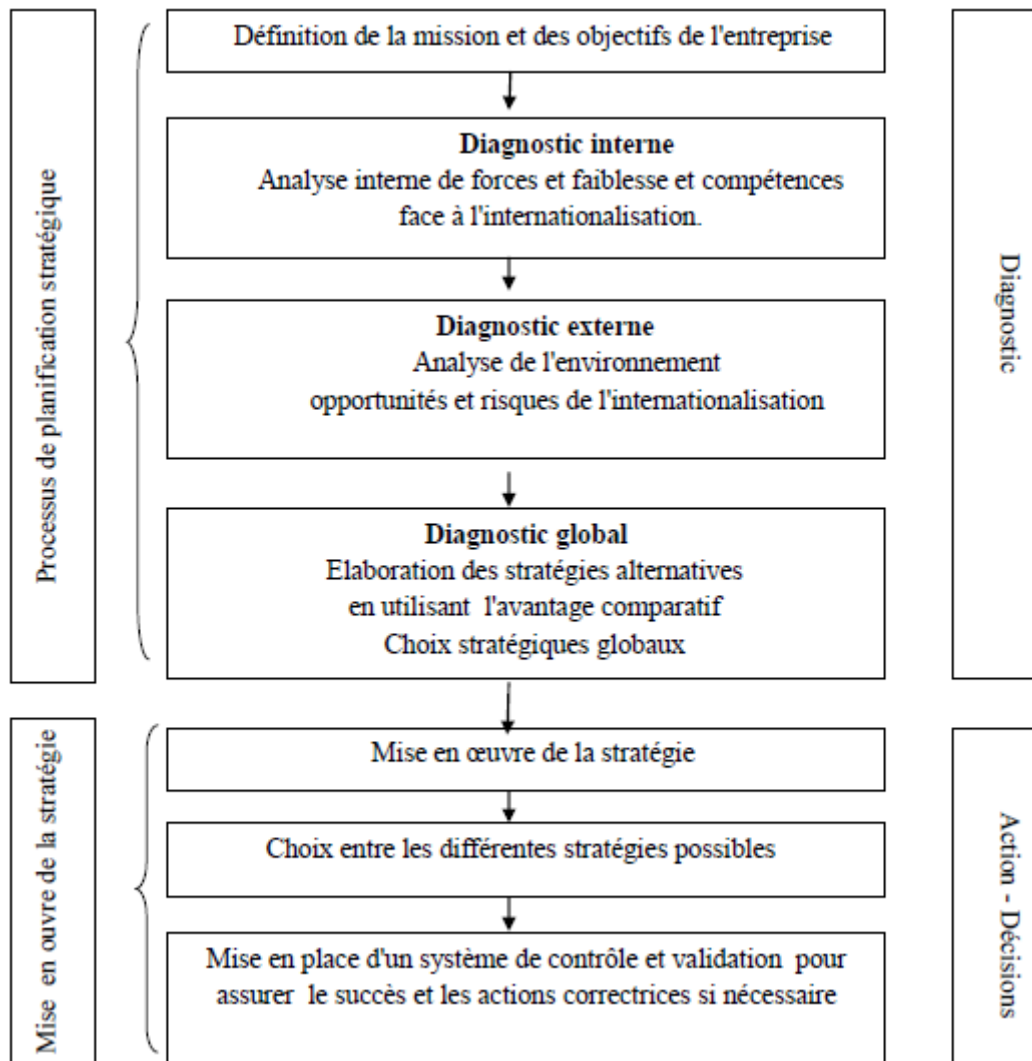 Définition de la mission et des objectifs de l'entreprise
Diagnostic interne
Analyse interne de forces et faiblesse et compétences
face à l'internationalisation.
Diagnostic externe
Analyse de l'environnement
opportunités et risques de l'internationalisation
Diagnostic global
Elaboration des stratégies alternatives
en utilisant l'avantage comparatif
Choix stratégiques globaux
Processus de planification stratégique
Diagnostic
Mise en œuvre de la stratégie
Choix entre les différentes stratégies possibles
Mise en place d'un système de contrôle et validation pour
assurer le succès et les actions correctrices si nécessaire
Mise en ouvre de la stratégie
Action - Décisions